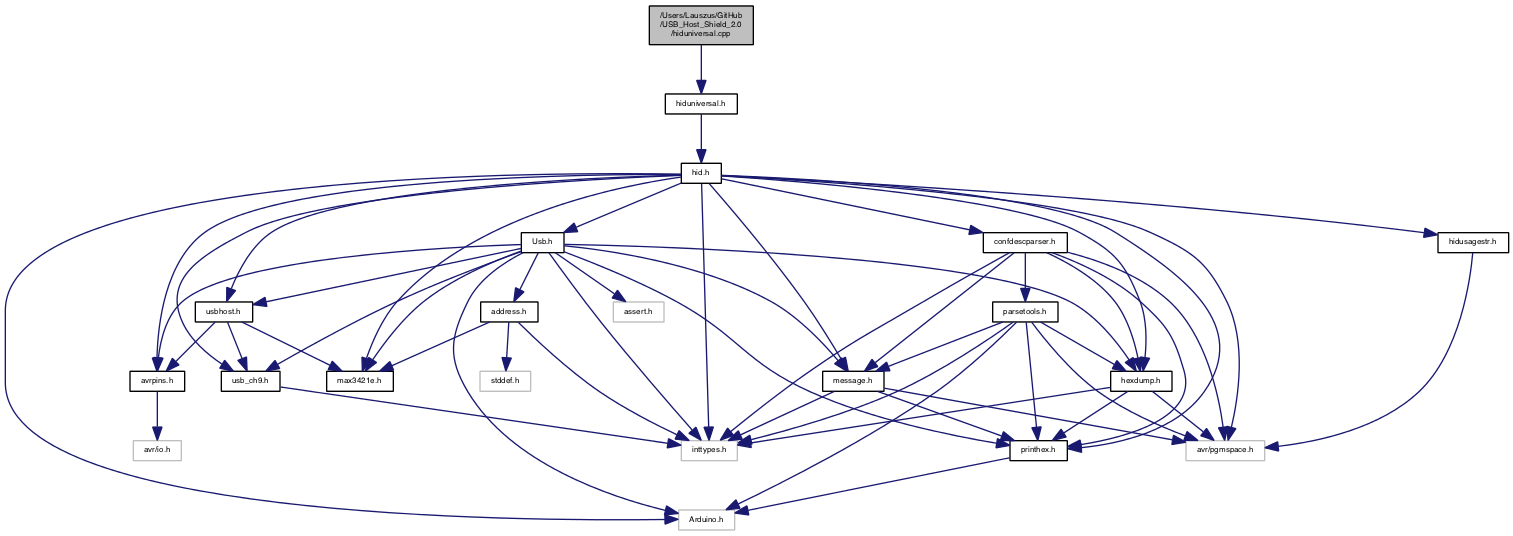 /Users/Lauszus/GitHub
/USB_Host_Shield_2.0
/hiduniversal.cpp
hiduniversal.h
hid.h
Usb.h
confdescparser.h
hidusagestr.h
usbhost.h
address.h
assert.h
parsetools.h
avrpins.h
usb_ch9.h
max3421e.h
stddef.h
message.h
hexdump.h
avr/io.h
inttypes.h
printhex.h
avr/pgmspace.h
Arduino.h